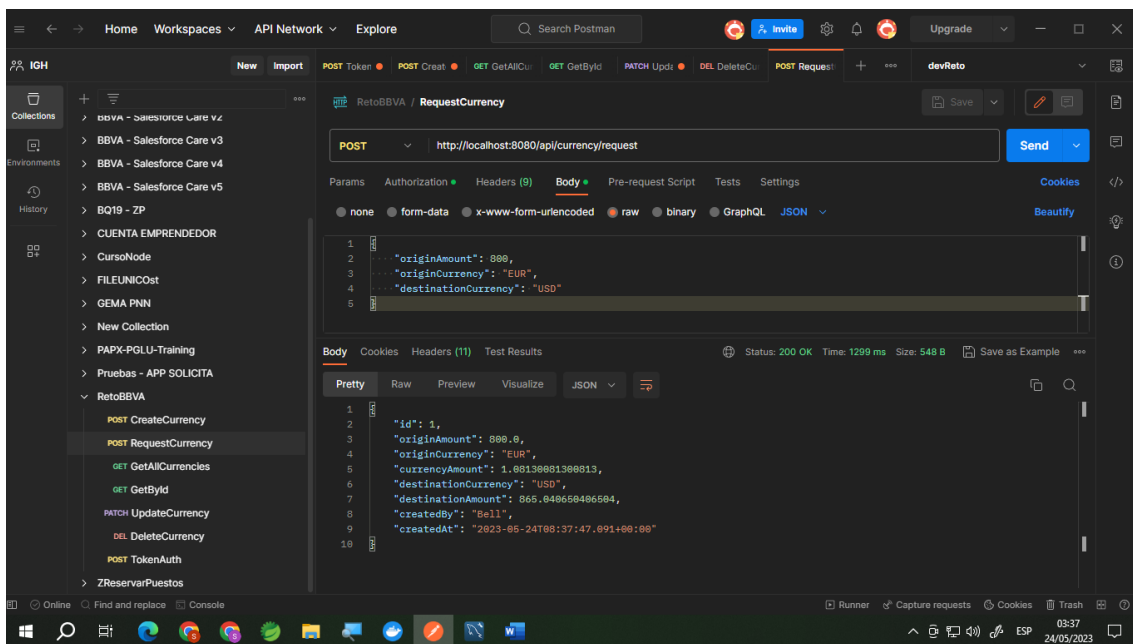 Home Workspaces API Network Explore Search Postman Invite Upgrade
IGH New Import POST Token POST Creat GET GetAllCur GET GetById PATCH Upda DEL DeleteCu POST Request devReto
Collections
Environments
History
BBVA - Salesforce Care v2
BBVA - Salesforce Care v3
BBVA - Salesforce Care v4
BBVA - Salesforce Care v5
BQ19 - ZP
CUENTA EMPRENDEDOR
CursoNode
FILEUNICOst
GEMA PNN
New Collection
PAPX-PGLU-Training
Pruebas - APP SOLICITA
RetoBBVA
POST CreateCurrency
POST RequestCurrency
GET GetAllCurrencies
GET GetById
PATCH UpdateCurrency
DEL DeleteCurrency
POST TokenAuth
ZReservarPuestos
HTTP RetoBBVA / RequestCurrency Save
POST http://localhost:8080/api/currency/request Send
Params Authorization Headers (9) Body Pre-request Script Tests Settings Cookies
none form-data x-www-form-urlencoded raw binary GraphQL JSON Beautify
1 {
2 "originAmount": 800,
3 "originCurrency": "EUR",
4 "destinationCurrency": "USD"
5 }
Body Cookies Headers (11) Test Results Status: 200 OK Time: 1299 ms Size: 548 B Save as Example
Pretty Raw Preview Visualize JSON
1 {
2 "id": 1,
3 "originAmount": 800.0,
4 "originCurrency": "EUR",
5 "currencyAmount": 1.08130081300813,
6 "destinationCurrency": "USD",
7 "destinationAmount": 865.040650406504,
8 "createdBy": "Bell",
9 "createdAt": "2023-05-24T08:37:47.091+00:00"
10 }
Online Find and replace Console Runner Capture requests Cookies Trash
ESP 03:37
24/05/2023